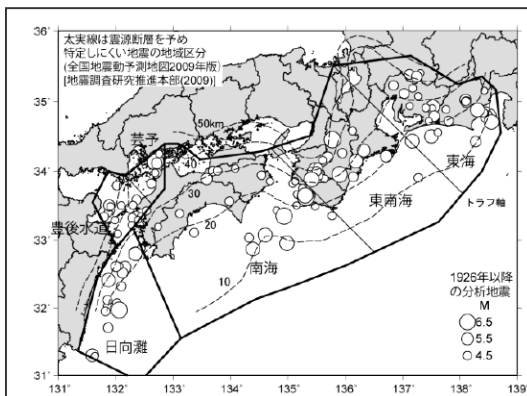 太実線は震源断層を予め
特定しにくい地震の地域区分
(全国地震動予測地図2009年版)
[地震調査研究推進本部(2009)]
36°
35°
34°
33°
32°
31°
131°
132°
133°
134°
135°
136°
137°
138°
139°
50km
40
30
20
10
芸予
豊後水道
日向灘
南海
東南海
東海
トラフ軸
1926年以降
の分析地震
M
6.5
5.5
4.5